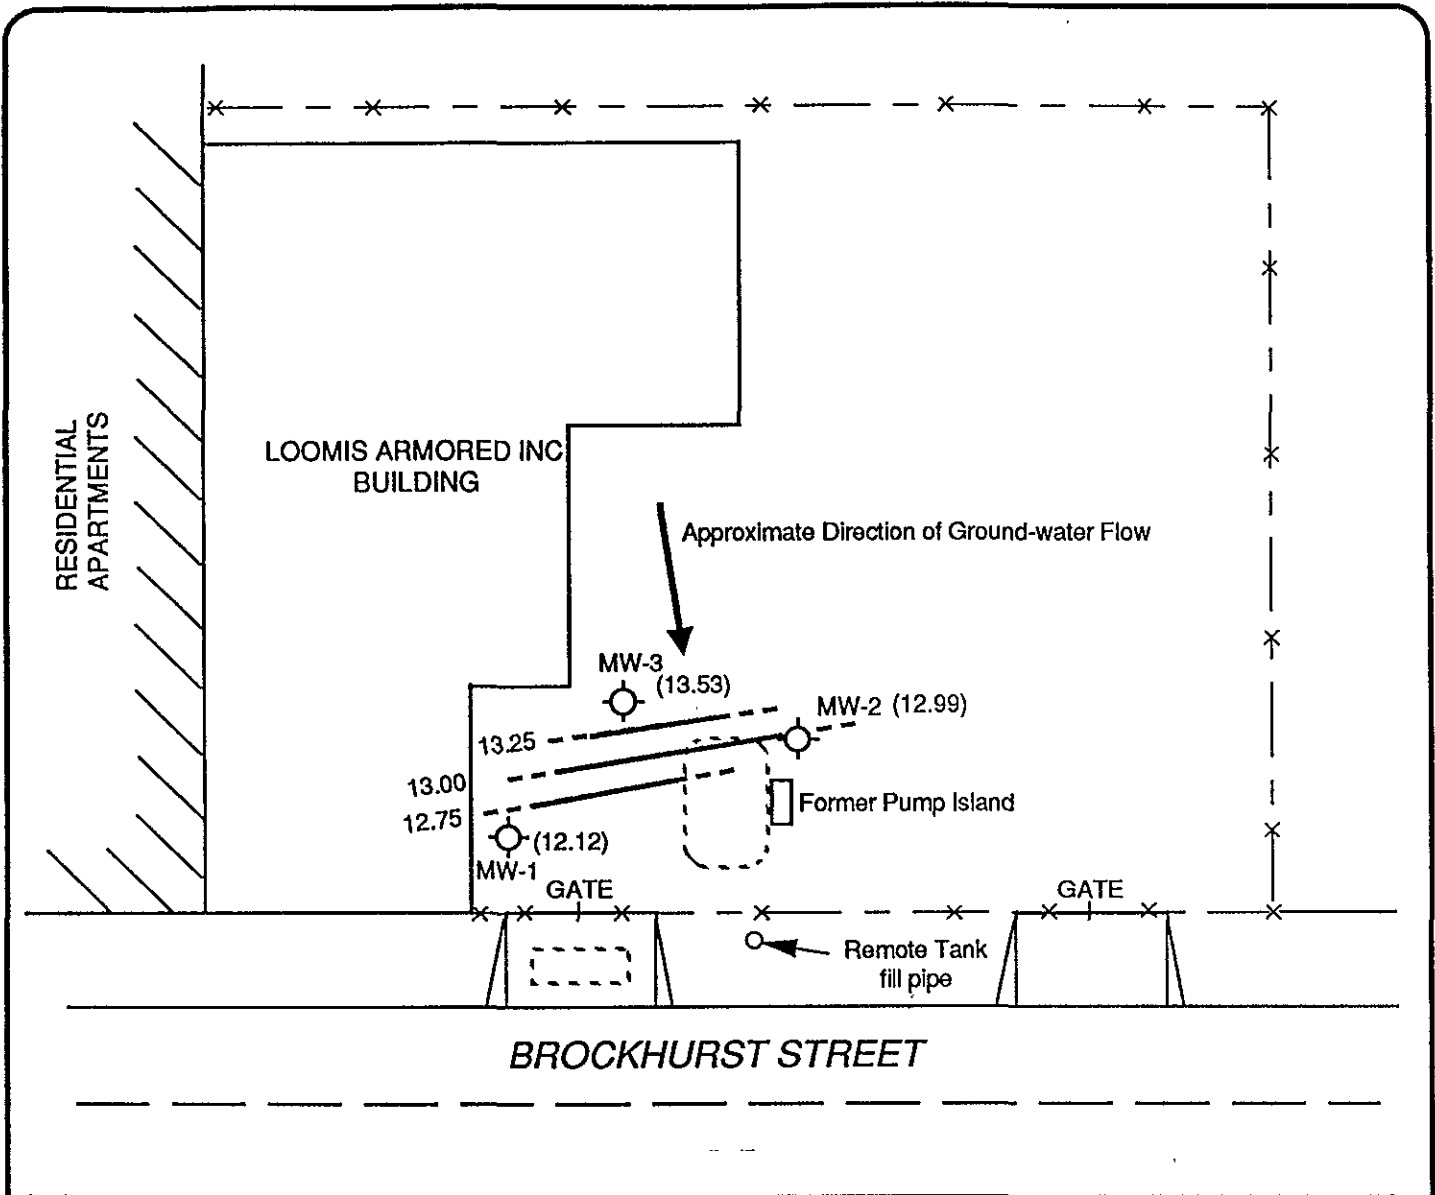 RESIDENTIAL
APARTMENTS
LOOMIS ARMORED INC
BUILDING
Approximate Direction of Ground-water Flow
MW-3
(13.53)
MW-2 (12.99)
13.25
13.00
12.75
Former Pump Island
(12.12)
MW-1
GATE
GATE
Remote Tank
fill pipe
BROCKHURST STREET